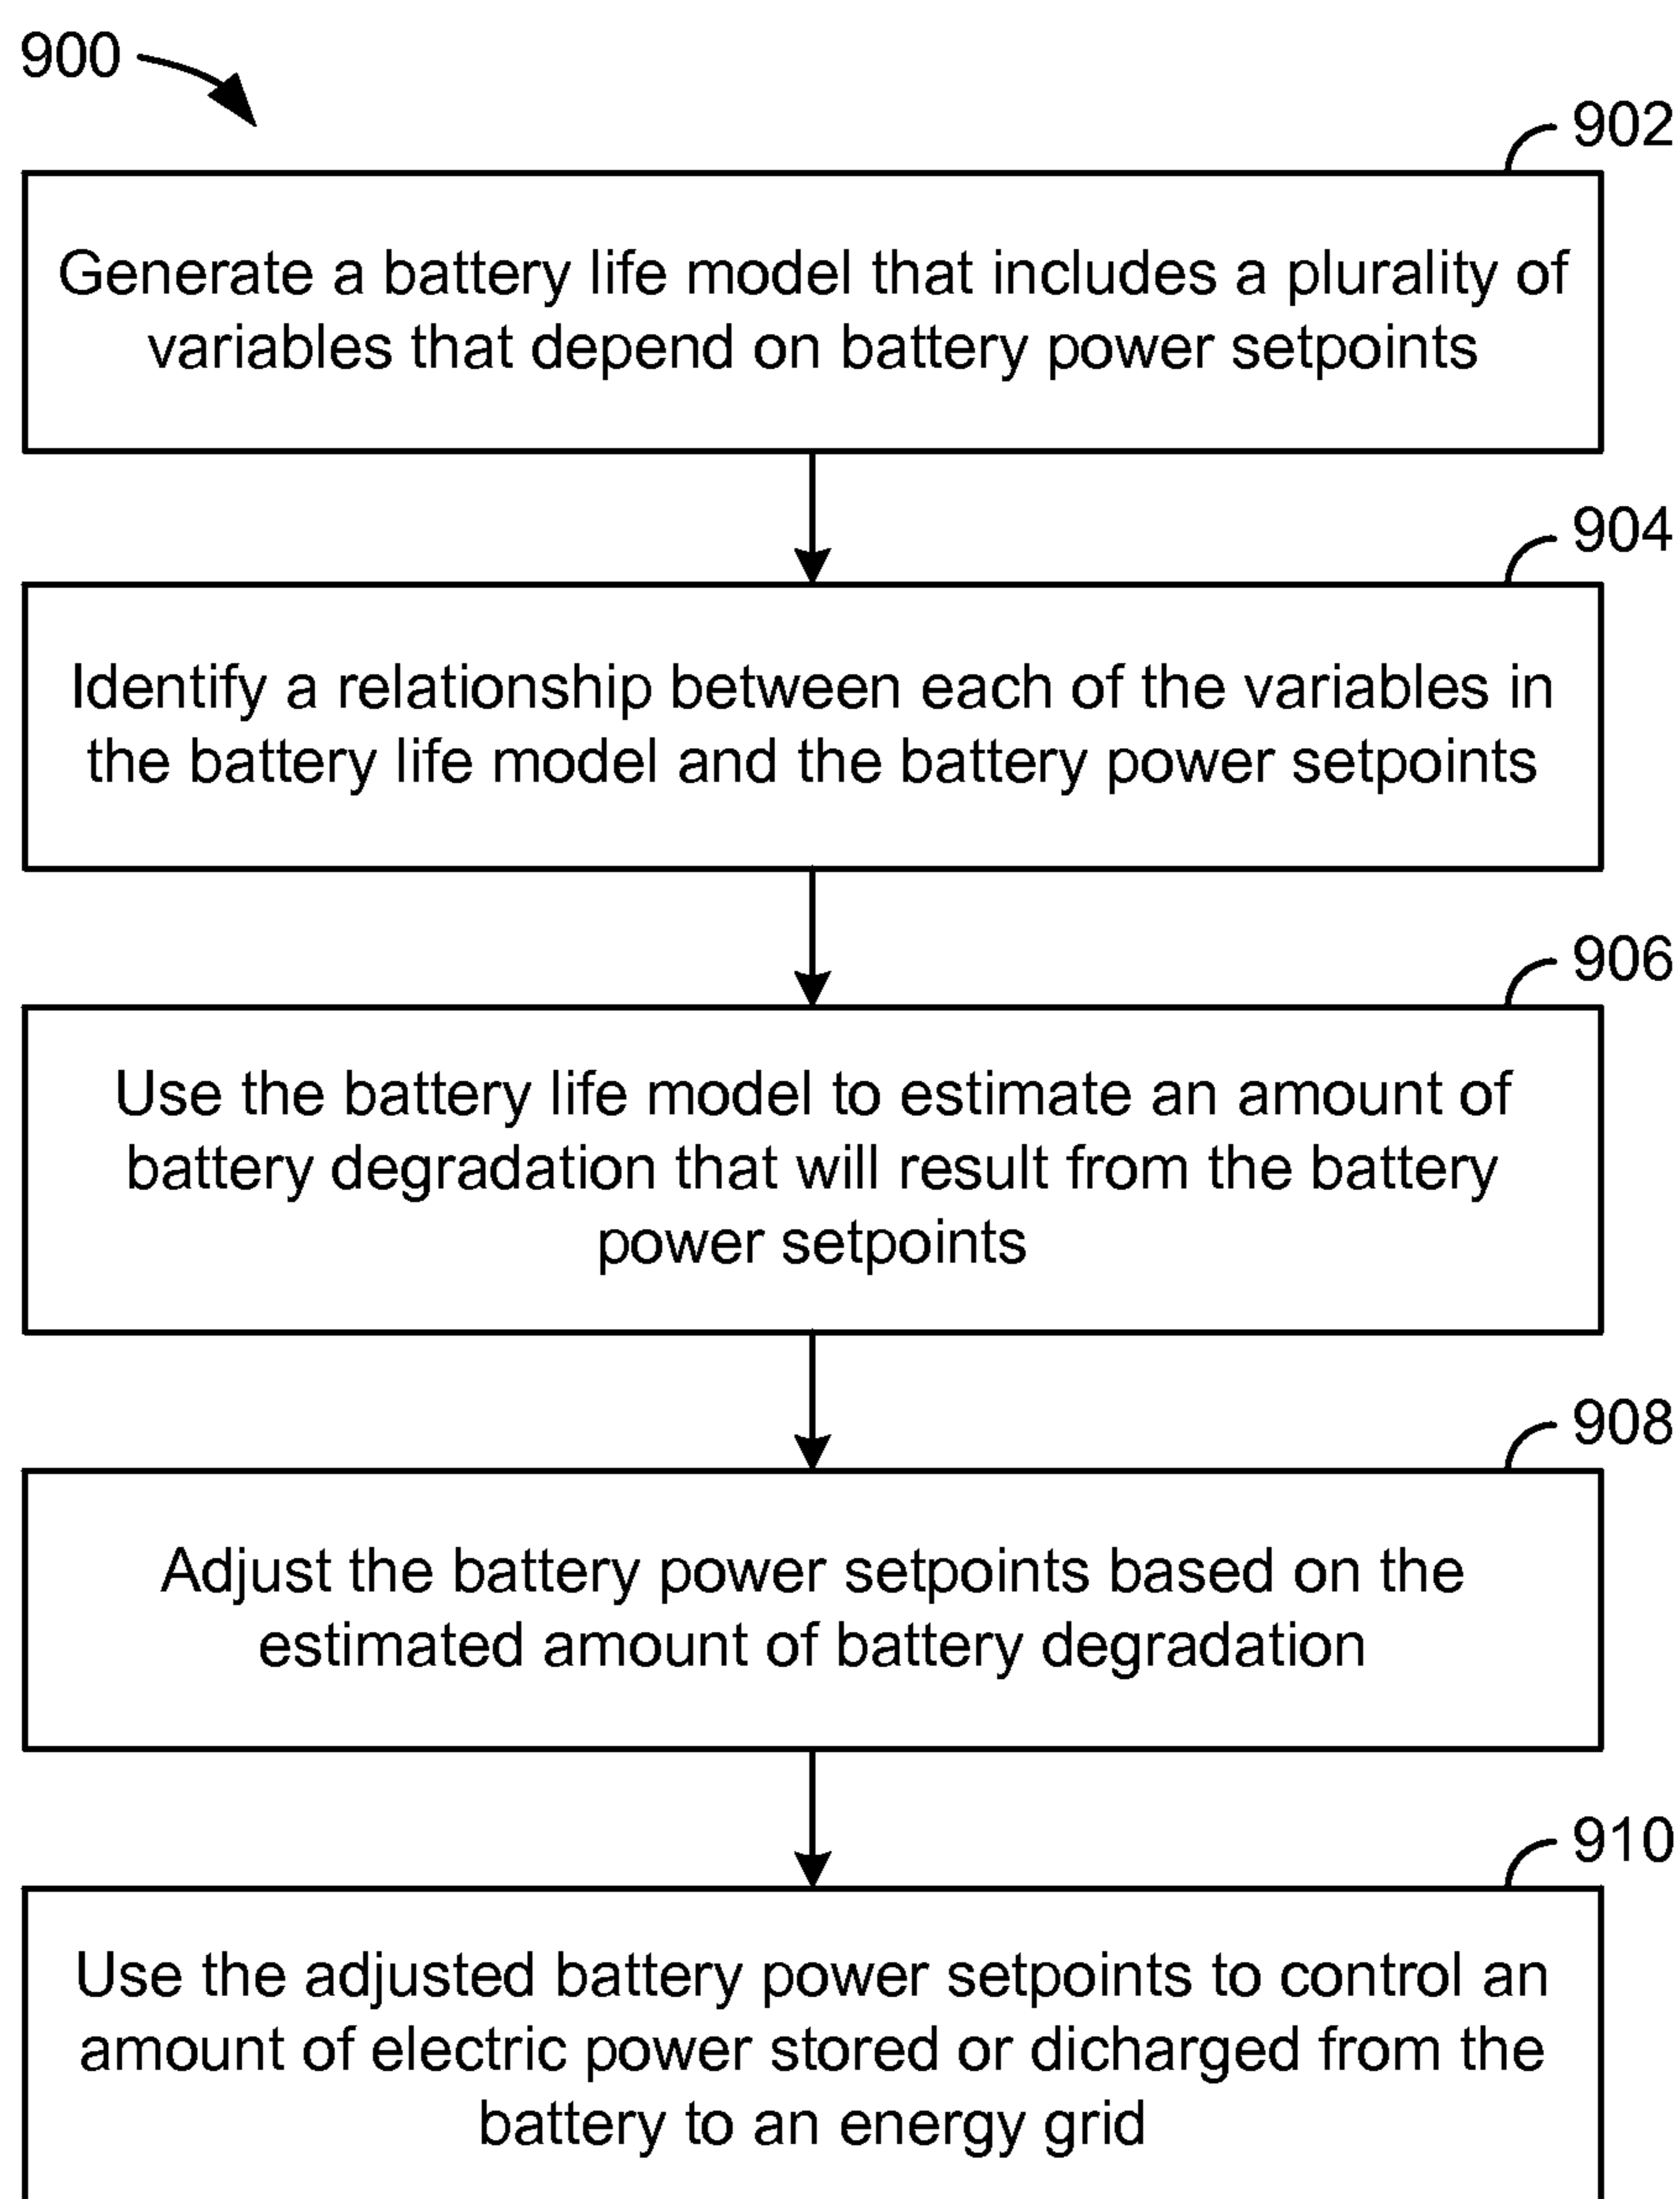 900
902
Generate a battery life model that includes a plurality of
variables that depend on battery power setpoints
904
Identify a relationship between each of the variables in
the battery life model and the battery power setpoints
906
Use the battery life model to estimate an amount of
battery degradation that will result from the battery
power setpoints
908
Adjust the battery power setpoints based on the
estimated amount of battery degradation
910
Use the adjusted battery power setpoints to control an
amount of electric power stored or dicharged from the
battery to an energy grid